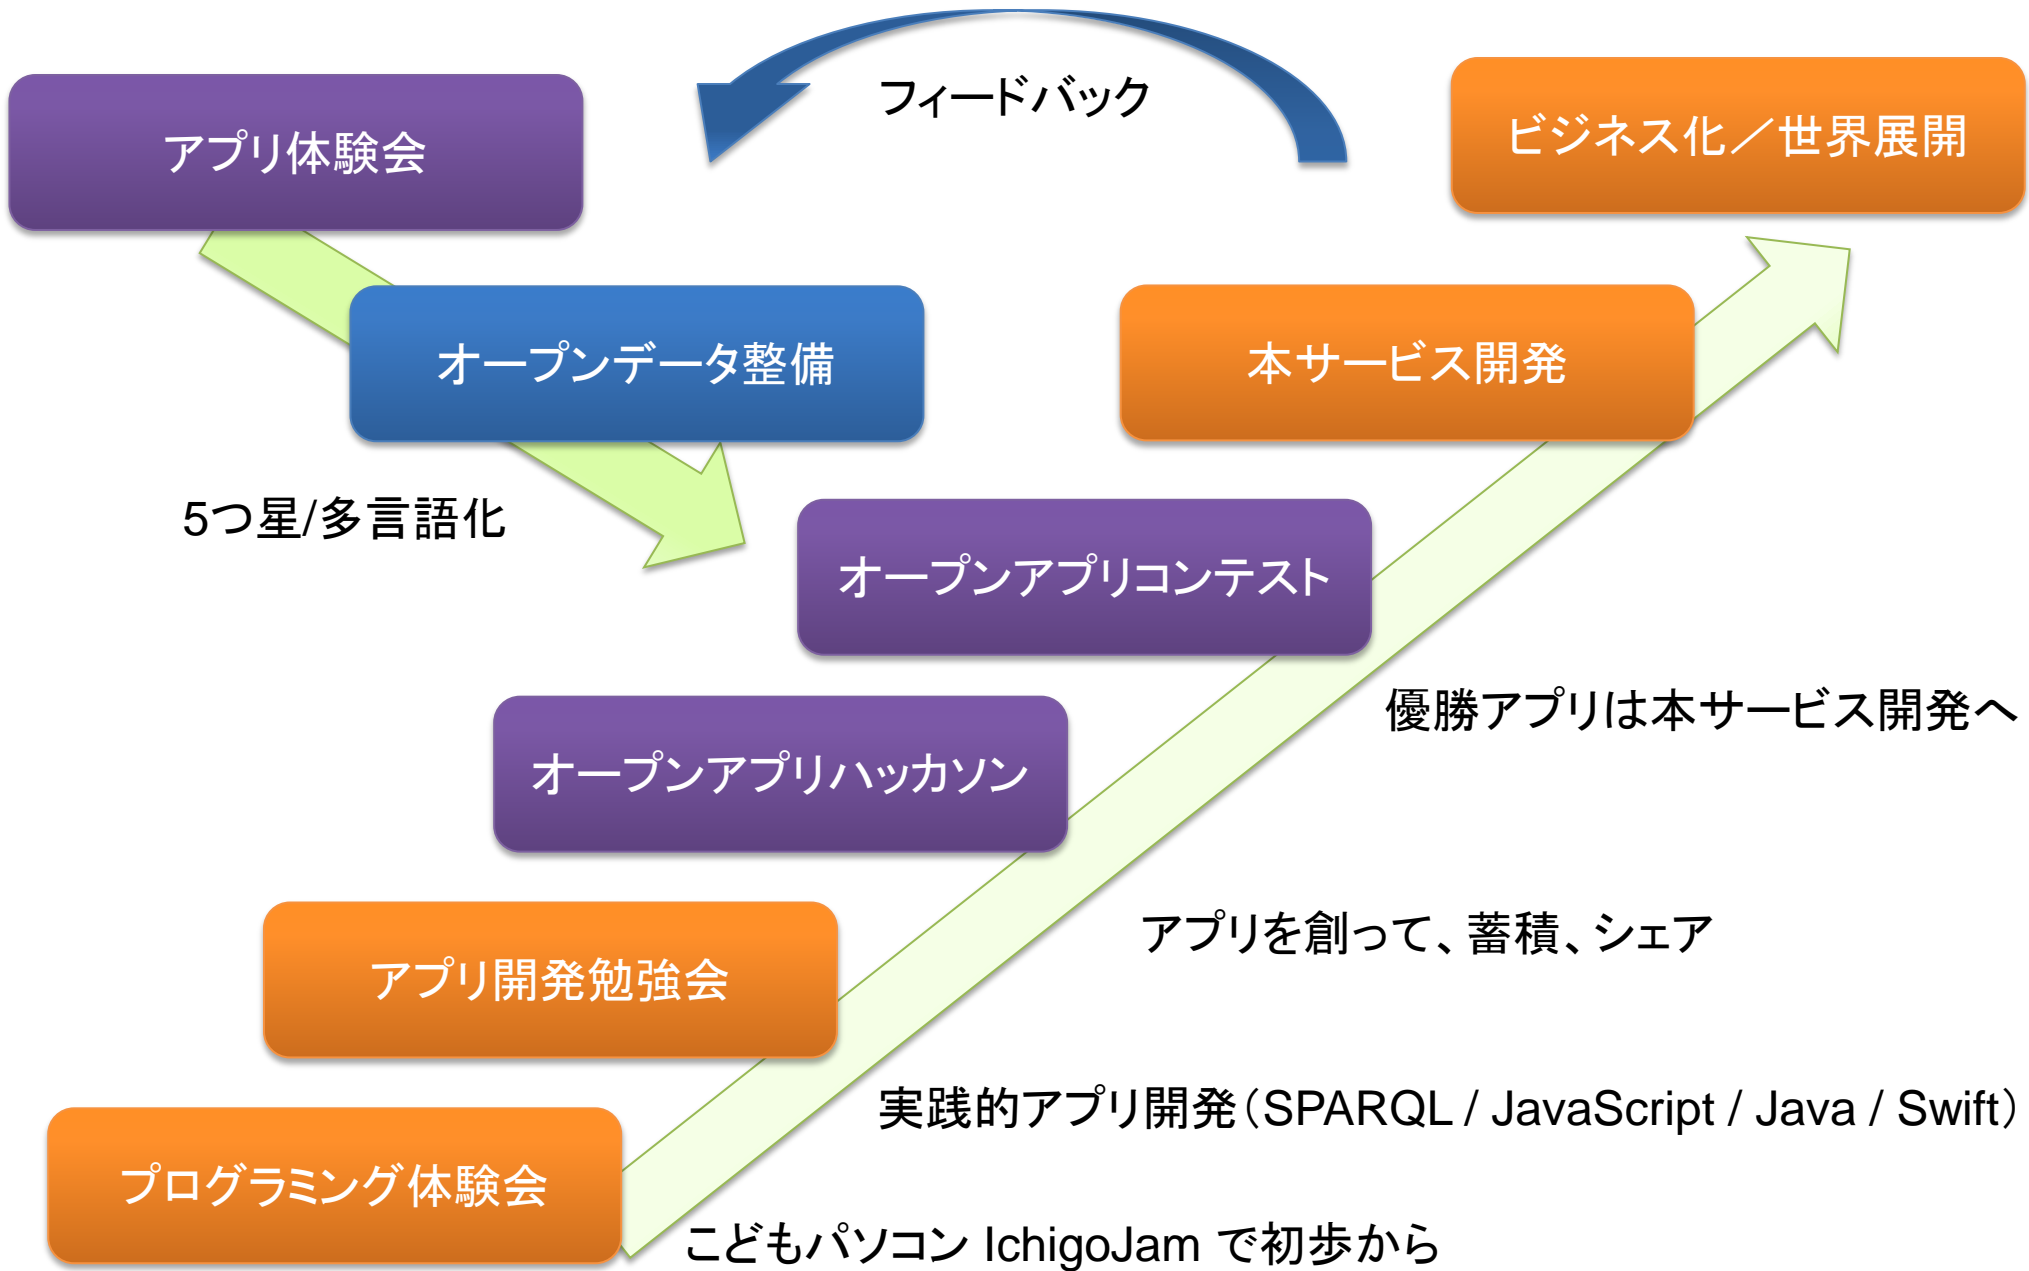 フィードバック
アプリ体験会
ビジネス化／世界展開
オープンデータ整備
本サービス開発
5つ星/多言語化
オープンアプリコンテスト
優勝アプリは本サービス開発へ
オープンアプリハッカソン
アプリを創って、蓄積、シェア
アプリ開発勉強会
実践的アプリ開発（SPARQL / JavaScript / Java / Swift）
プログラミング体験会
こどもパソコン IchigoJam で初歩から